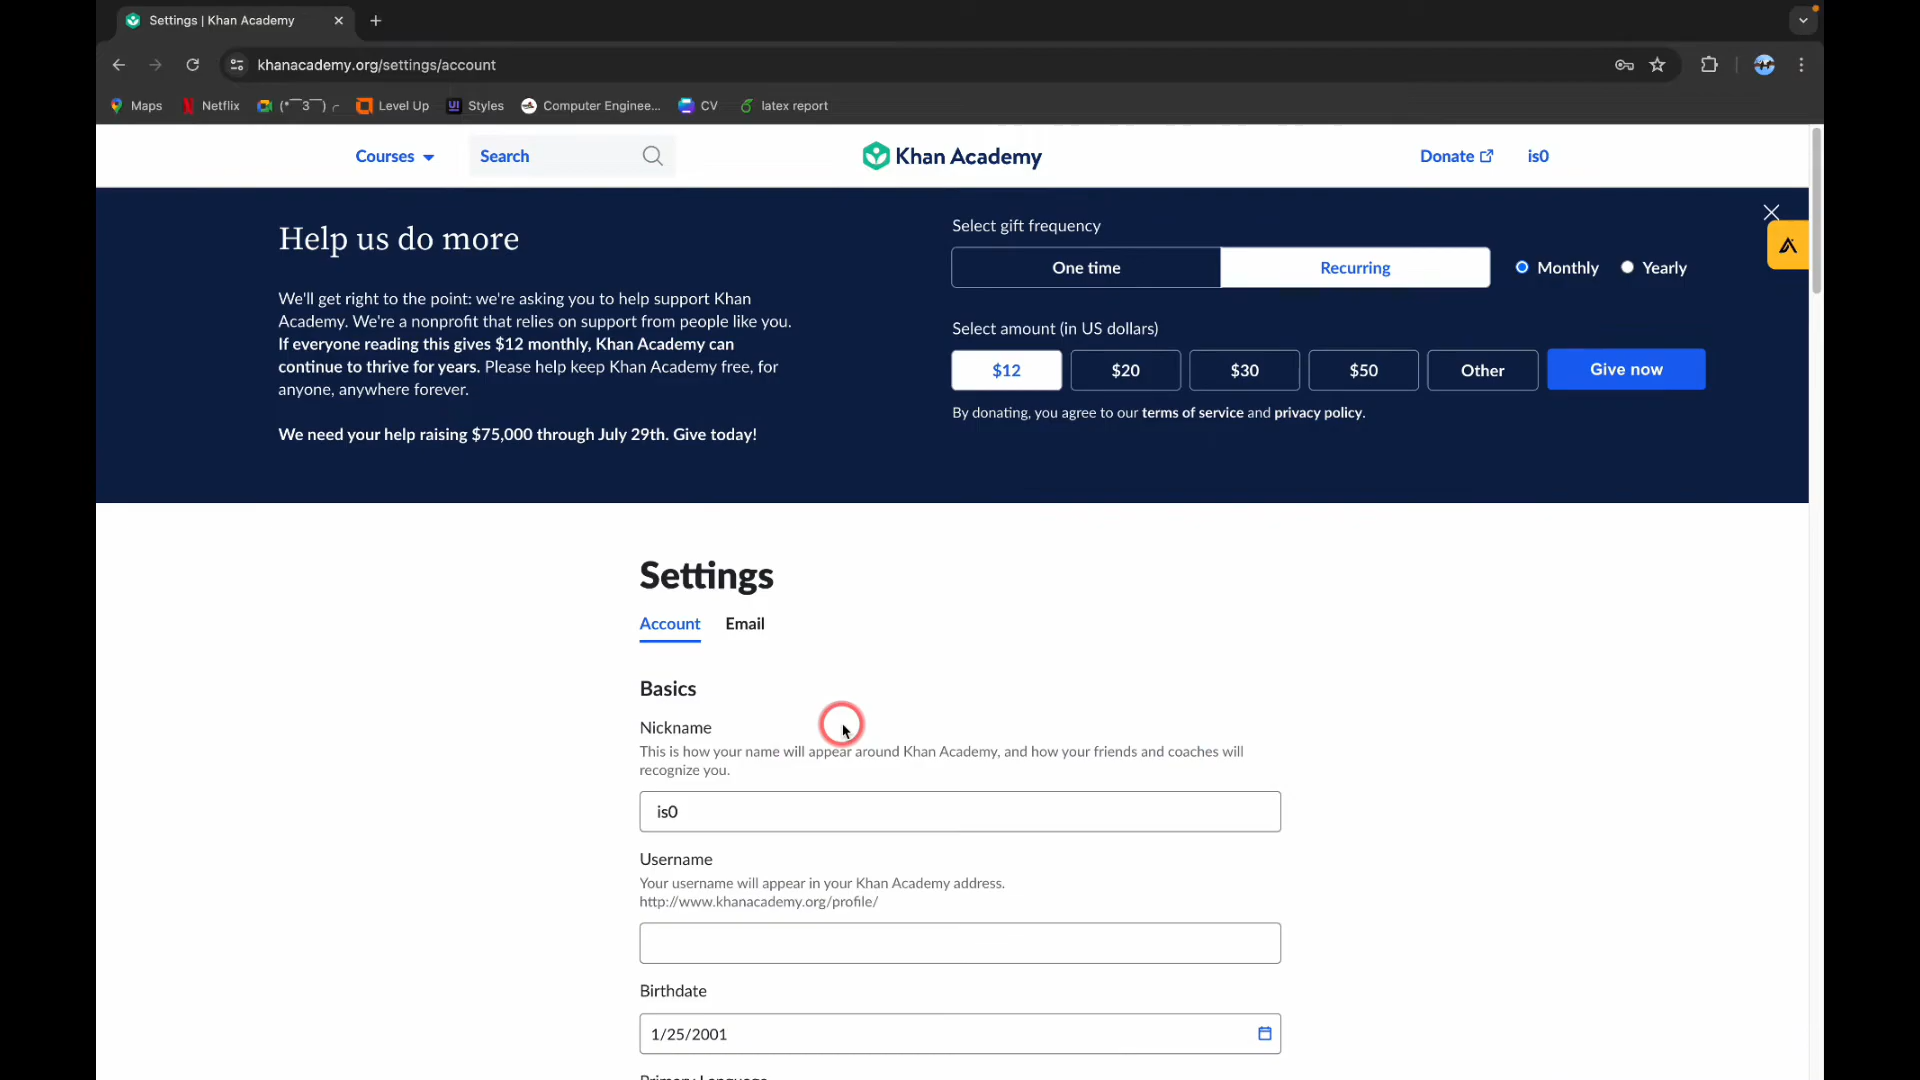 Settings | Khan Academy
khanacademy.org/settings/account
Maps
Netflix
Level Up
Styles
Computer Enginee...
CV
latex report
Courses
Search
Khan Academy
Donate
is0
Help us do more
We'll get right to the point: we're asking you to help support Khan
Academy. We're a nonprofit that relies on support from people like you.
If everyone reading this gives $12 monthly, Khan Academy can
continue to thrive for years. Please help keep Khan Academy free, for
anyone, anywhere forever.
We need your help raising $75,000 through July 29th. Give today!
Select gift frequency
One time
Recurring
Monthly
Yearly
Select amount (in US dollars)
$12
$20
$30
$50
Other
Give now
By donating, you agree to our terms of service and privacy policy.
Settings
Account
Email
Basics
Nickname
This is how your name will appear around Khan Academy, and how your friends and coaches will
recognize you.
is0
Username
Your username will appear in your Khan Academy address.
http://www.khanacademy.org/profile/
Birthdate
1/25/2001
Primary Language